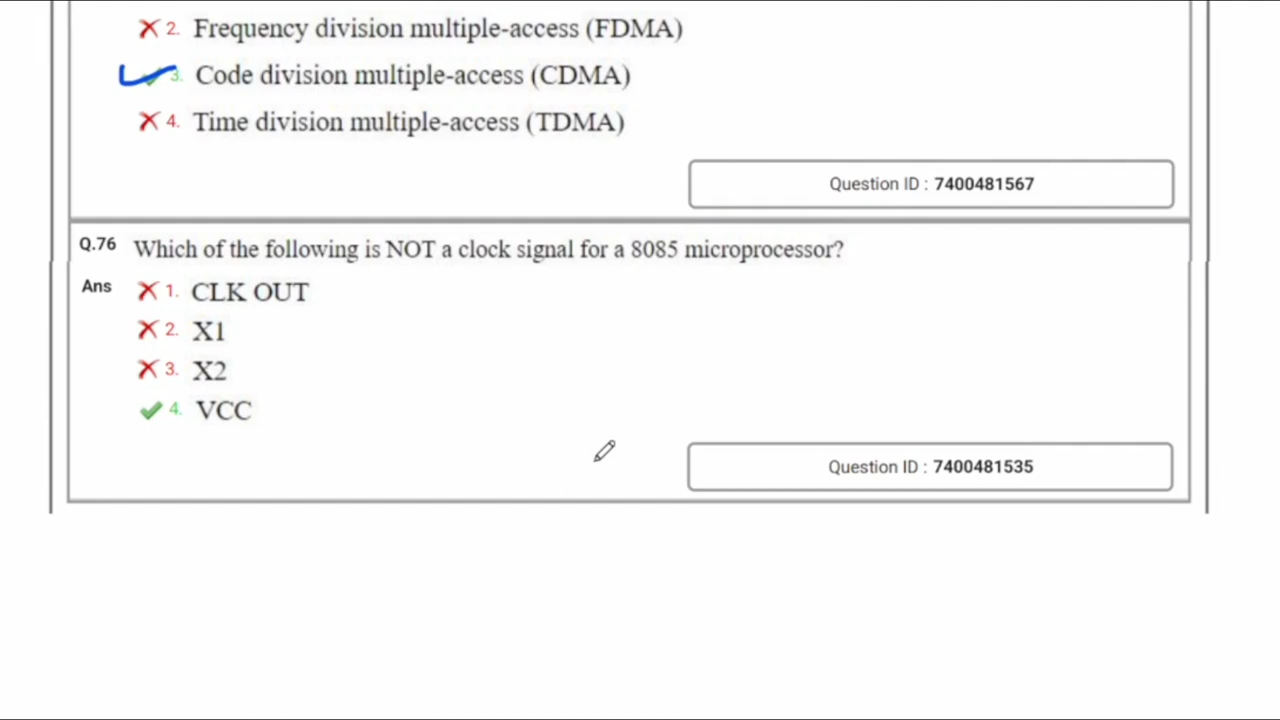 2. Frequency division multiple-access (FDMA)
3. Code division multiple-access (CDMA)
4. Time division multiple-access (TDMA)
Question ID : 7400481567
Q.76 Which of the following is NOT a clock signal for a 8085 microprocessor?
Ans 1. CLK OUT
2. X1
3. X2
4. VCC
Question ID : 7400481535